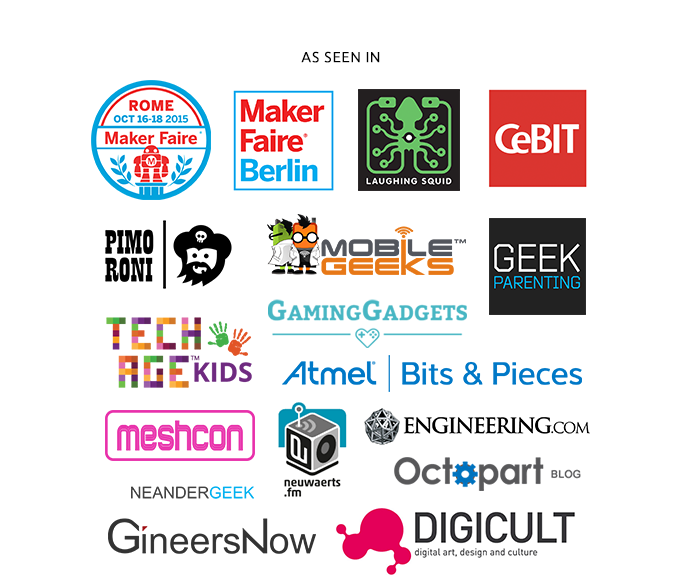 AS SEEN IN
ROME
OCT 16-18 2015
Maker Faire®
M
Maker
Faire®
Berlin
LAUGHING SQUID
CeBIT
PIMO
RONI
MOBILE™
GEEKS
GEEK
PARENTING
GAMINGGADGETS
TECH
AGE™
KIDS
Atmel® | Bits & Pieces
meshcon
w
neuwaerts
.fm
ENGINEERING.COM
Octopart BLOG
NEANDERGEEK
GineersNow
DIGICULT
digital art, design and culture